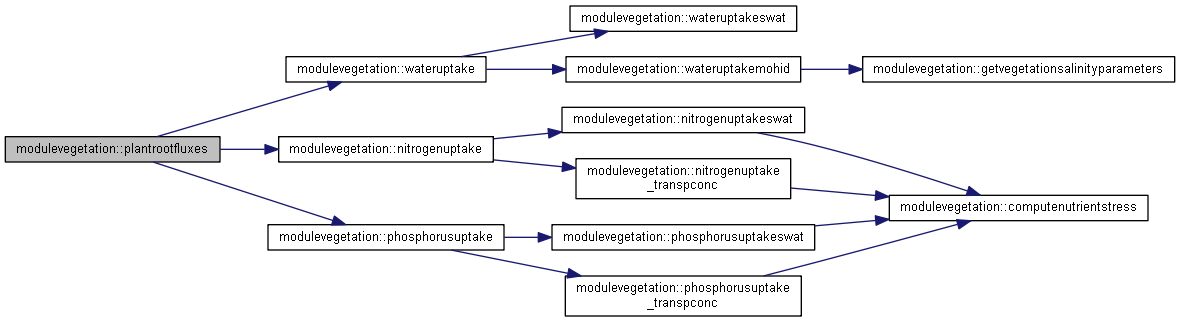 modulevegetation::wateruptakeswat
modulevegetation::wateruptake
modulevegetation::wateruptakemohid
modulevegetation::getvegetationsalinityparameters
modulevegetation::nitrogenuptakeswat
modulevegetation::plantrootfluxes
modulevegetation::nitrogenuptake
modulevegetation::nitrogenuptake
_transpconc
modulevegetation::computenutrientstress
modulevegetation::phosphorusuptake
modulevegetation::phosphorusuptakeswat
modulevegetation::phosphorusuptake
_transpconc